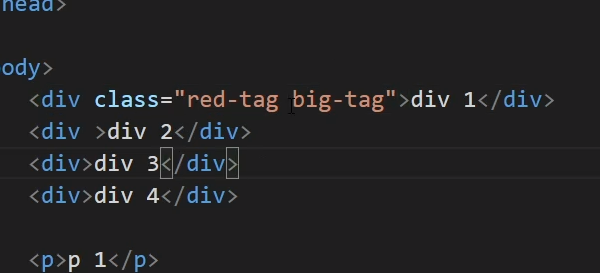 head>
ody>
<div class="red-tag big-tag">div 1</div>
<div >div 2</div>
<div>div 3</div>
<div>div 4</div>
<p>p 1</p>